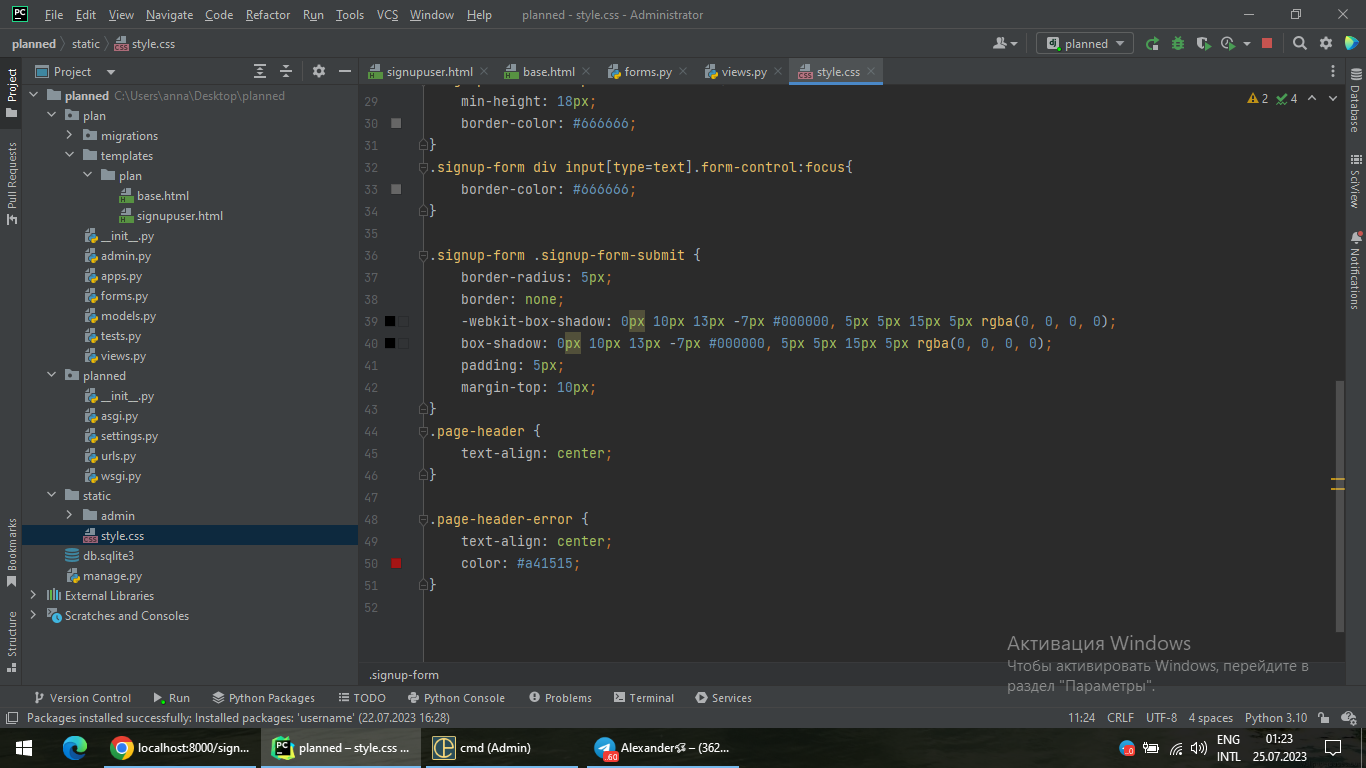 PC File Edit View Navigate Code Refactor Run Tools VCS Window Help planned - style.css - Administrator
planned static style.css planned
Project
Pull Requests
Bookmarks
Structure
Project
planned C:\Users\anna\Desktop\planned
plan
migrations
templates
plan
base.html
signupuser.html
__init__.py
admin.py
apps.py
forms.py
models.py
tests.py
views.py
planned
__init__.py
asgi.py
settings.py
urls.py
wsgi.py
static
admin
style.css
db.sqlite3
manage.py
External Libraries
Scratches and Consoles
signupuser.html base.html forms.py views.py style.css
2 4
29 min-height: 18px;
30 border-color: #666666;
31 }
32 .signup-form div input[type=text].form-control:focus{
33 border-color: #666666;
34 }
35
36 .signup-form .signup-form-submit {
37 border-radius: 5px;
38 border: none;
39 -webkit-box-shadow: 0px 10px 13px -7px #000000, 5px 5px 15px 5px rgba(0, 0, 0, 0);
40 box-shadow: 0px 10px 13px -7px #000000, 5px 5px 15px 5px rgba(0, 0, 0, 0);
41 padding: 5px;
42 margin-top: 10px;
43 }
44 .page-header {
45 text-align: center;
46 }
47
48 .page-header-error {
49 text-align: center;
50 color: #a41515;
51 }
52
Database
SciView
Notifications
Активация Windows
Чтобы активировать Windows, перейдите в
раздел "Параметры".
.signup-form
Version Control Run Python Packages TODO Python Console Problems Terminal Services
Packages installed successfully: Installed packages: 'username' (22.07.2023 16:28) 11:24 CRLF UTF-8 4 spaces Python 3.10
localhost:8000/sign... planned – style.css ... cmd (Admin) Alexander – (362...
.60
ENG
INTL
01:23
25.07.2023